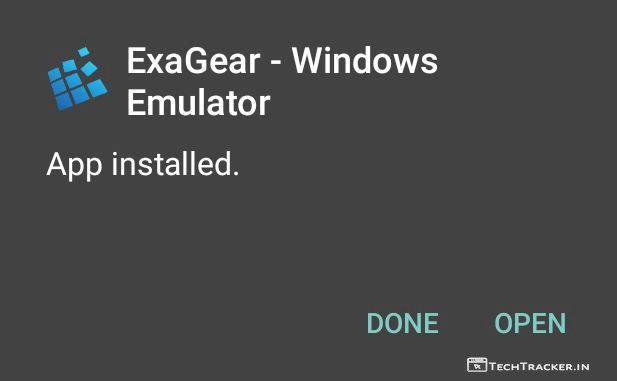 ExaGear - Windows
Emulator
App installed.
DONE OPEN
TECHTRACKER.IN